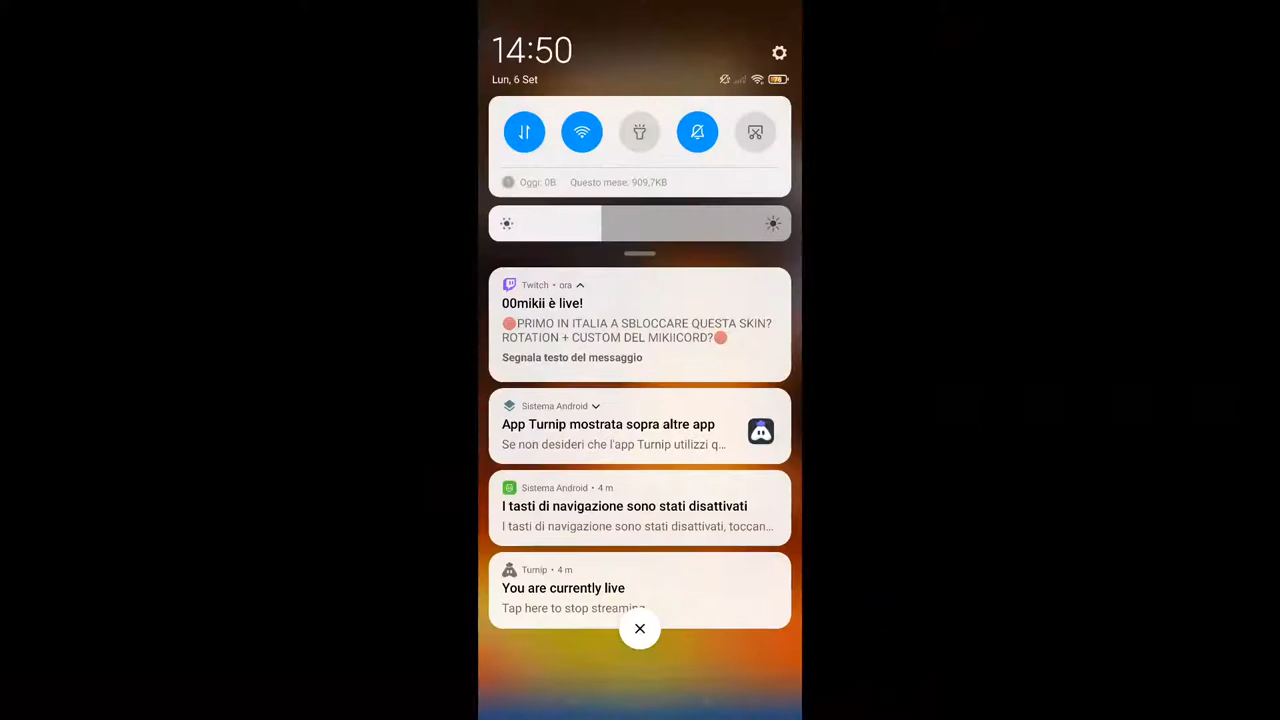 14:50
Lun, 6 Set
76
Oggi: 0B Questo mese: 909,7KB
Twitch • ora
00mikii è live!
🔴PRIMO IN ITALIA A SBLOCCARE QUESTA SKIN?
ROTATION + CUSTOM DEL MIKIICORD?🔴
Segnala testo del messaggio
Sistema Android
App Turnip mostrata sopra altre app
Se non desideri che l'app Turnip utilizzi q...
Sistema Android • 4 m
I tasti di navigazione sono stati disattivati
I tasti di navigazione sono stati disattivati, toccan...
Turnip • 4 m
You are currently live
Tap here to stop streaming